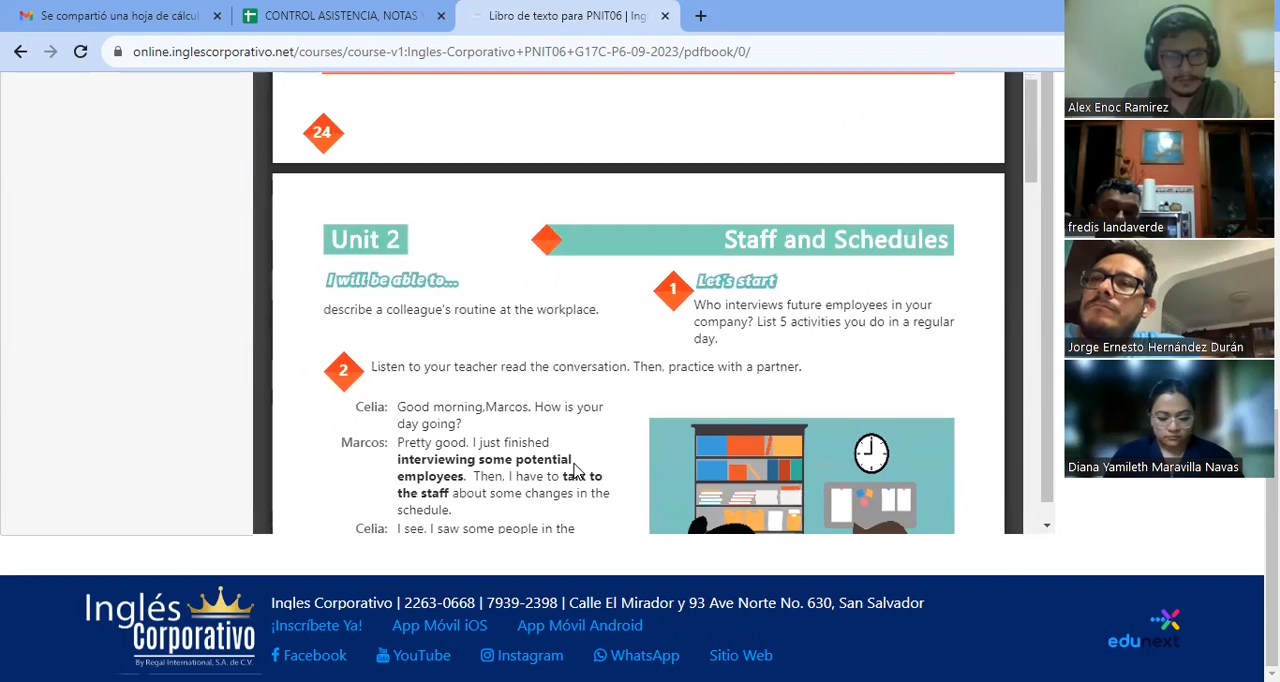 Se compartió una hoja de cálcul
CONTROL ASISTENCIA, NOTAS Y
Libro de texto para PNIT06 | Ing
online.inglescorporativo.net/courses/course-v1:Ingles-Corporativo+PNIT06+G17C-P6-09-2023/pdfbook/0/
24
Unit 2
Staff and Schedules
I will be able to...
describe a colleague's routine at the workplace.
1
Let's start
Who interviews future employees in your
company? List 5 activities you do in a regular
day.
2
Listen to your teacher read the conversation. Then, practice with a partner.
Celia: Good morning,Marcos. How is your
day going?
Marcos: Pretty good. I just finished
interviewing some potential
employees. Then, I have to to
the staff about some changes in the
schedule.
Celia: I see. I saw some people in the
Alex Enoc Ramirez
fredis landaverde
Jorge Ernesto Hernández Durán
Diana Yamileth Maravilla Navas
Inglés
Corporativo
By Regal International, S.A. de C.V.
Ingles Corporativo | 2263-0668 | 7939-2398 | Calle El Mirador y 93 Ave Norte No. 630, San Salvador
¡Inscríbete Ya! App Móvil iOS App Móvil Android
Facebook YouTube Instagram WhatsApp Sitio Web
edunext